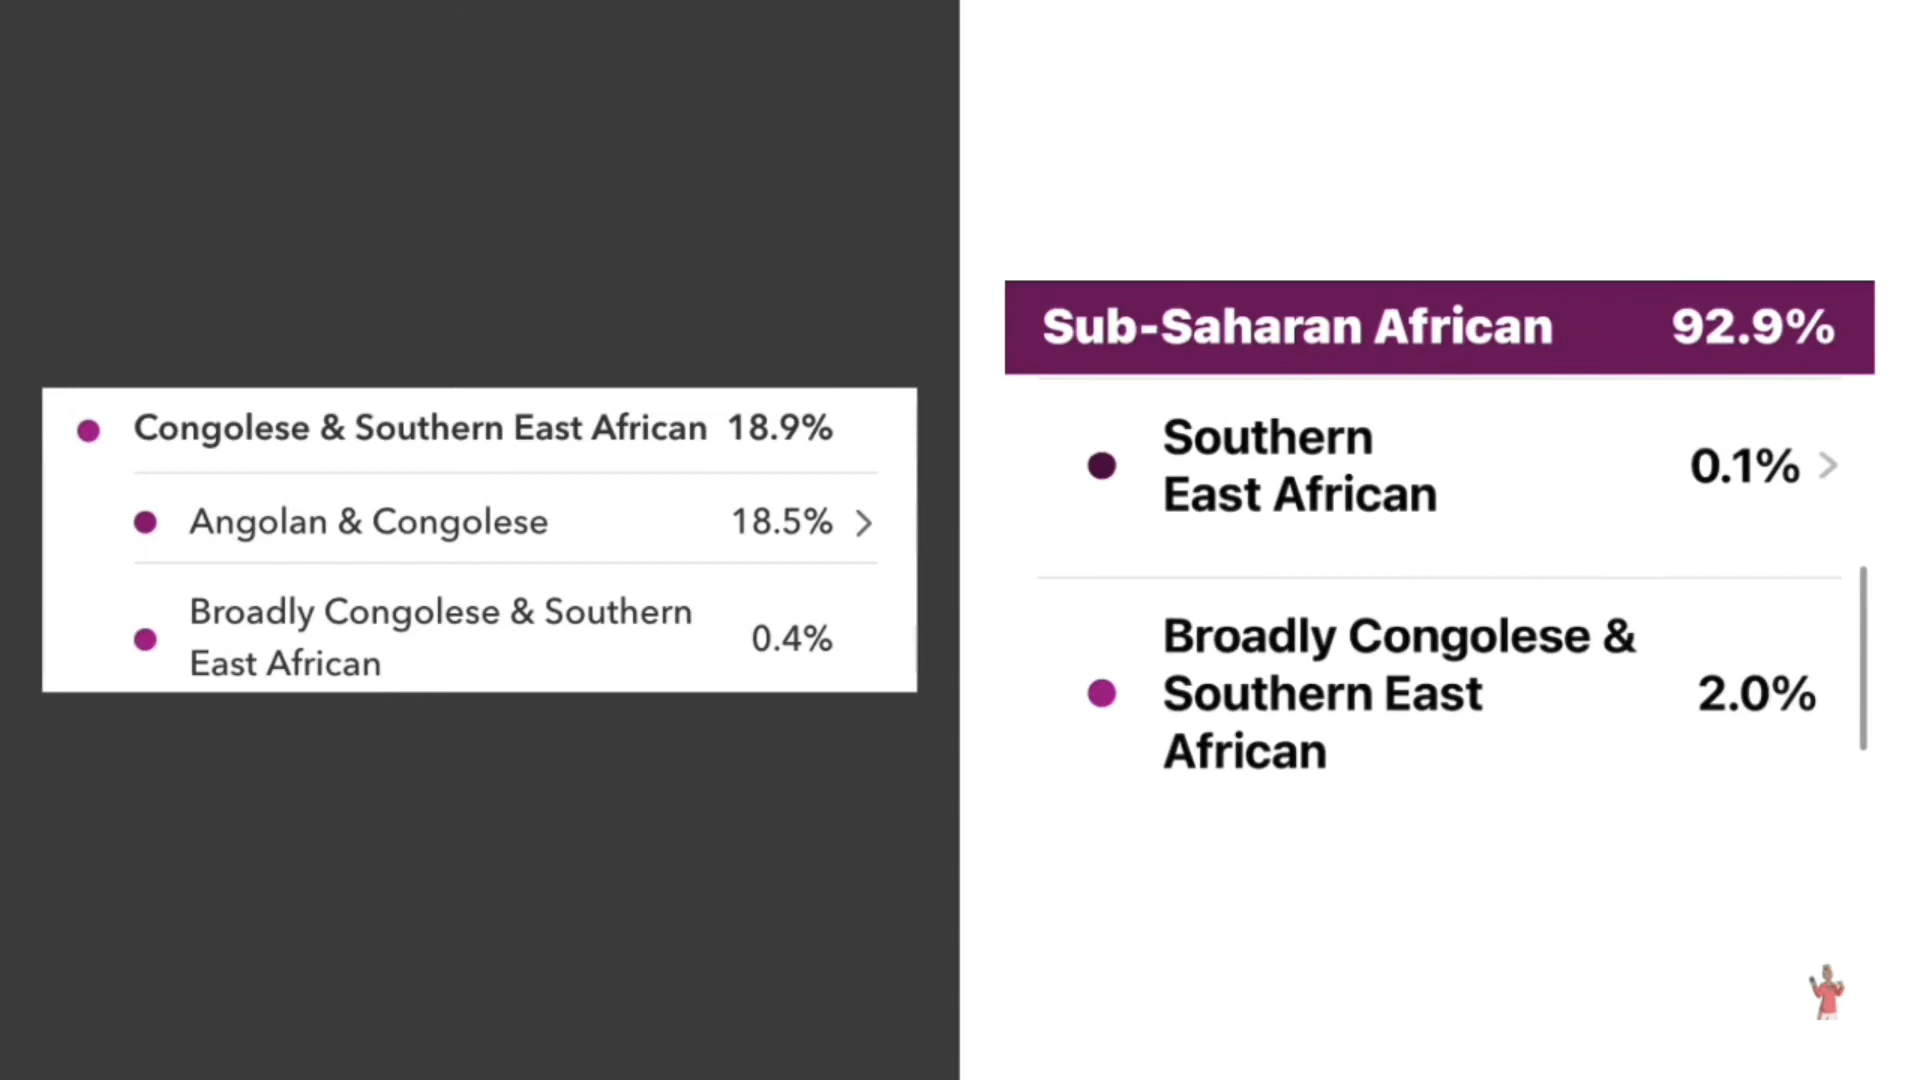 Congolese & Southern East African 18.9%
Angolan & Congolese 18.5%
Broadly Congolese & Southern
East African 0.4%
Sub-Saharan African 92.9%
Southern
East African 0.1%
Broadly Congolese &
Southern East
African 2.0%